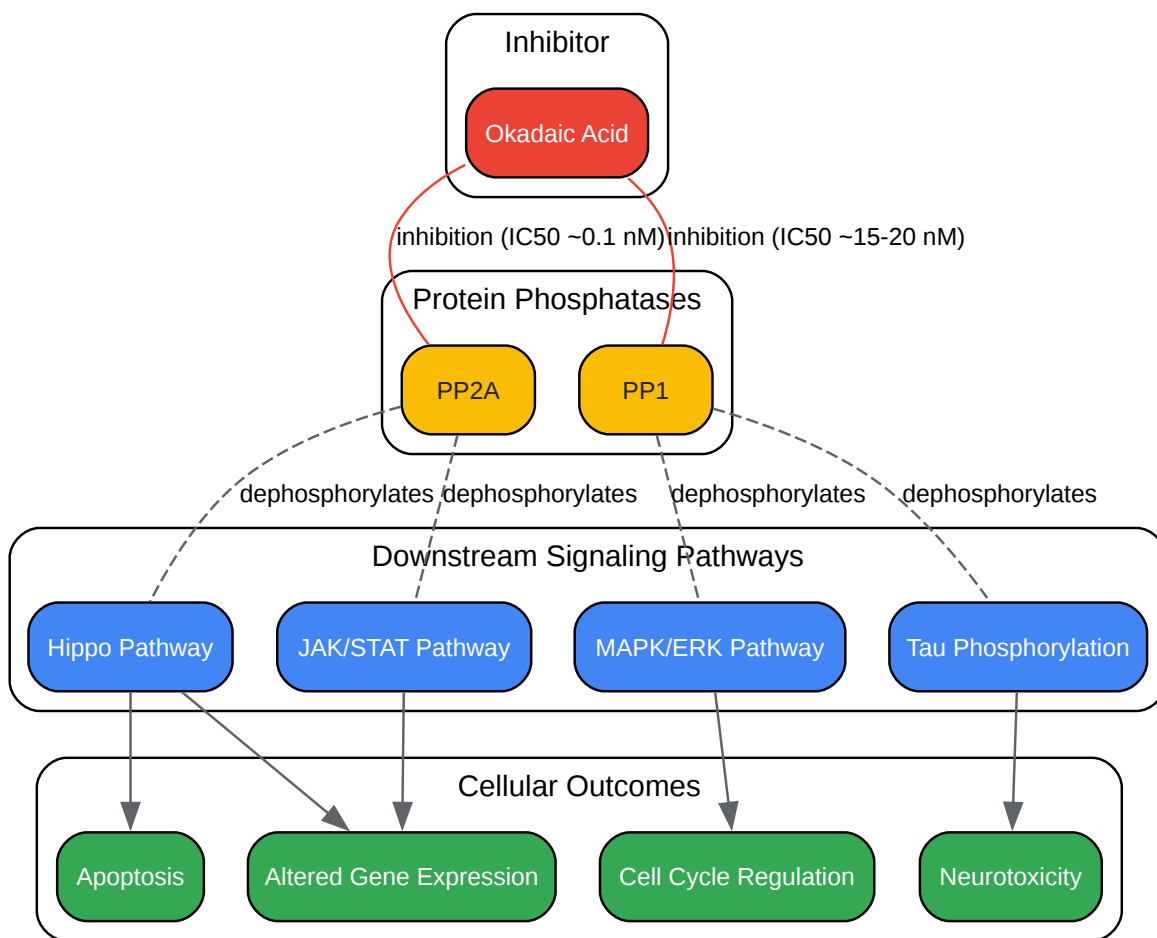 Inhibitor
Okadaic Acid
inhibition (IC50 ~0.1 nM)
inhibition (IC50 ~15-20 nM)
Protein Phosphatases
PP2A
PP1
dephosphorylates
dephosphorylates
dephosphorylates
dephosphorylates
Downstream Signaling Pathways
Hippo Pathway
JAK/STAT Pathway
MAPK/ERK Pathway
Tau Phosphorylation
Cellular Outcomes
Apoptosis
Altered Gene Expression
Cell Cycle Regulation
Neurotoxicity